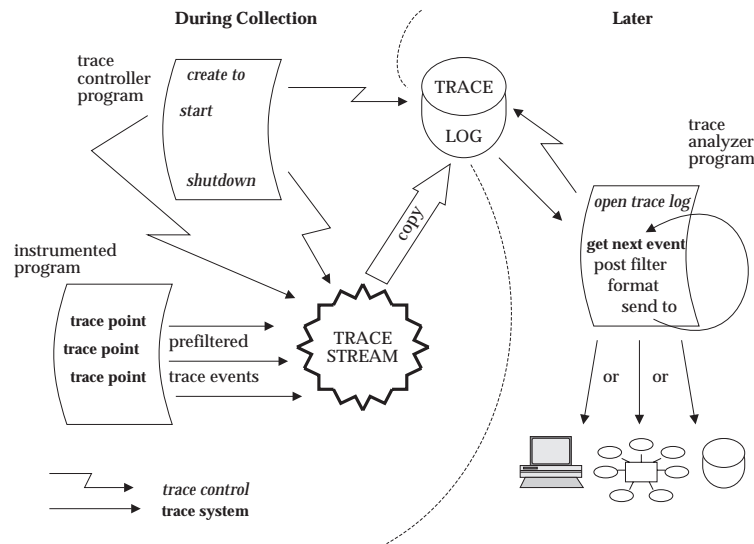 During Collection
Later
trace
controller
program
create to
start
shutdown
TRACE
LOG
trace
analyzer
program
open trace log
get next event
post filter
format
send to
copy
instrumented
program
trace point
trace point
trace point
prefiltered
trace events
TRACE
STREAM
or
or
trace control
trace system